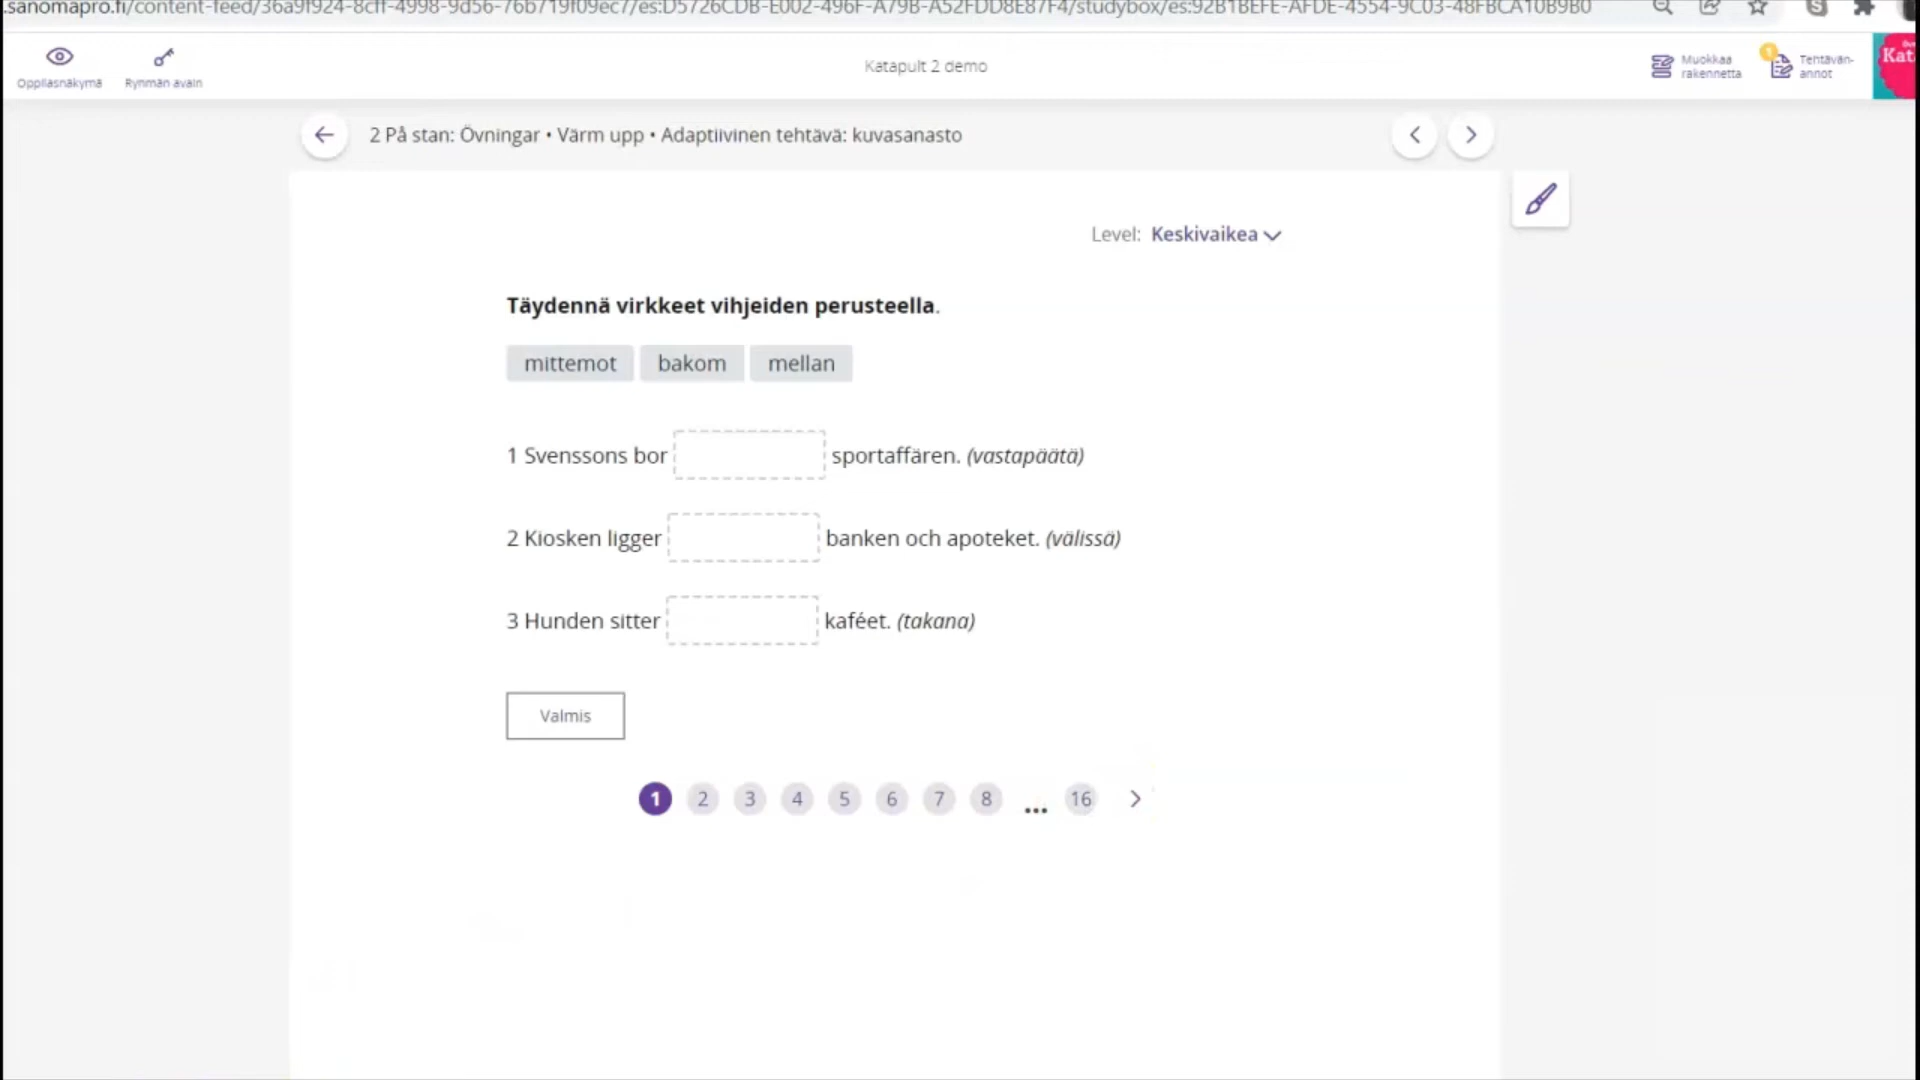 .sanomapro.fi/content-feed/36a9f924-8cff-4998-9d56-76b719f09ec7/es:D5726CDB-E002-496F-A79B-A52FDD8E87F4/studybox/es:92B1BEFE-AFDE-4554-9C03-48FBCA10B9B0
Oppilasnäkymä
Ryhmän avain
Katapult 2 demo
Muokkaa rakennetta
1
Tehtävän-
annot
Kat
2 På stan: Övningar • Värm upp • Adaptiivinen tehtävä: kuvasanasto
Level: Keskivaikea
Täydennä virkkeet vihjeiden perusteella.
mittemot bakom mellan
1 Svenssons bor sportaffären. (vastapäätä)
2 Kiosken ligger banken och apoteket. (välissä)
3 Hunden sitter kaféet. (takana)
Valmis
1 2 3 4 5 6 7 8 ... 16